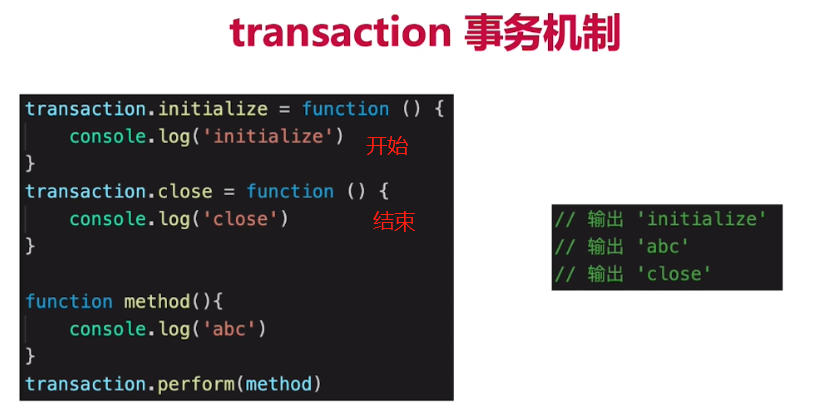 transaction 事务机制
transaction.initialize = function () {
console.log('initialize')
开始
}
transaction.close = function () {
console.log('close')
结束
}
function method(){
console.log('abc')
}
transaction.perform(method)
// 输出 'initialize'
// 输出 'abc'
// 输出 'close'